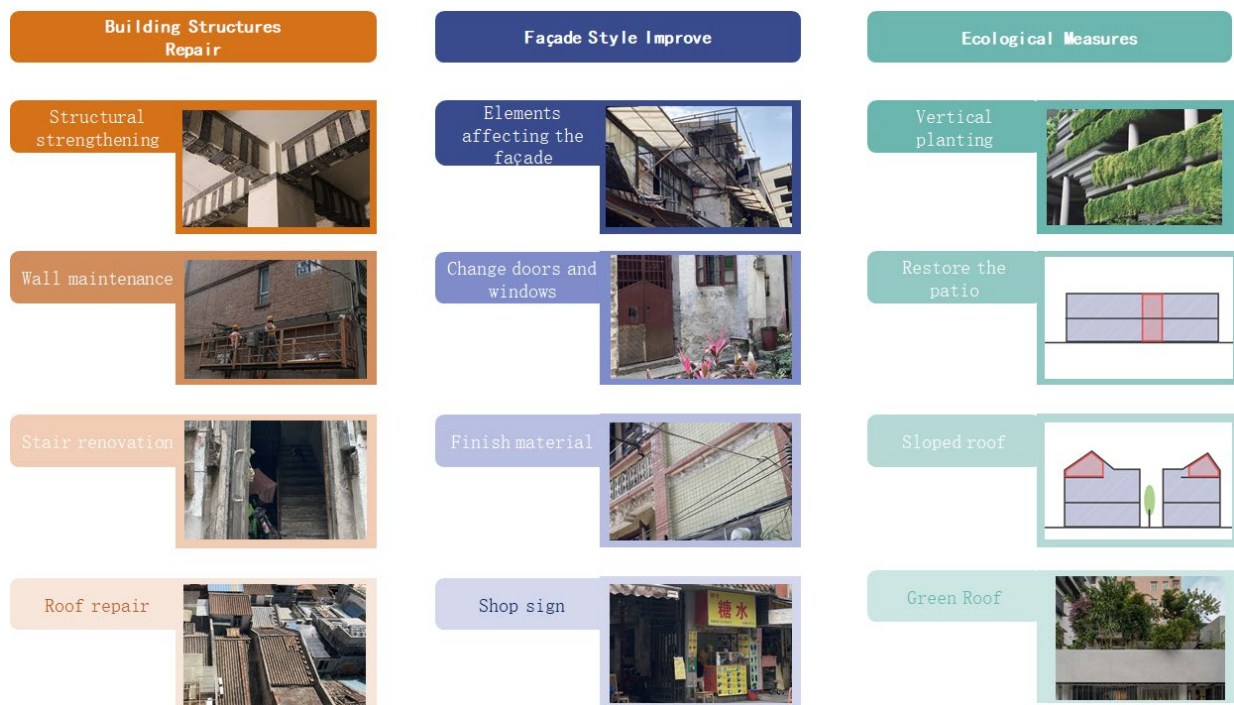 Building Structures
Repair
Façade Style Improve
Ecological Measures
Structural
strengthening
Elements
affecting the
façade
Vertical
planting
Wall maintenance
Change doors and
windows
Restore the
patio
Stair renovation
Finish material
Sloped roof
Roof repair
Shop sign
糖水
Green Roof